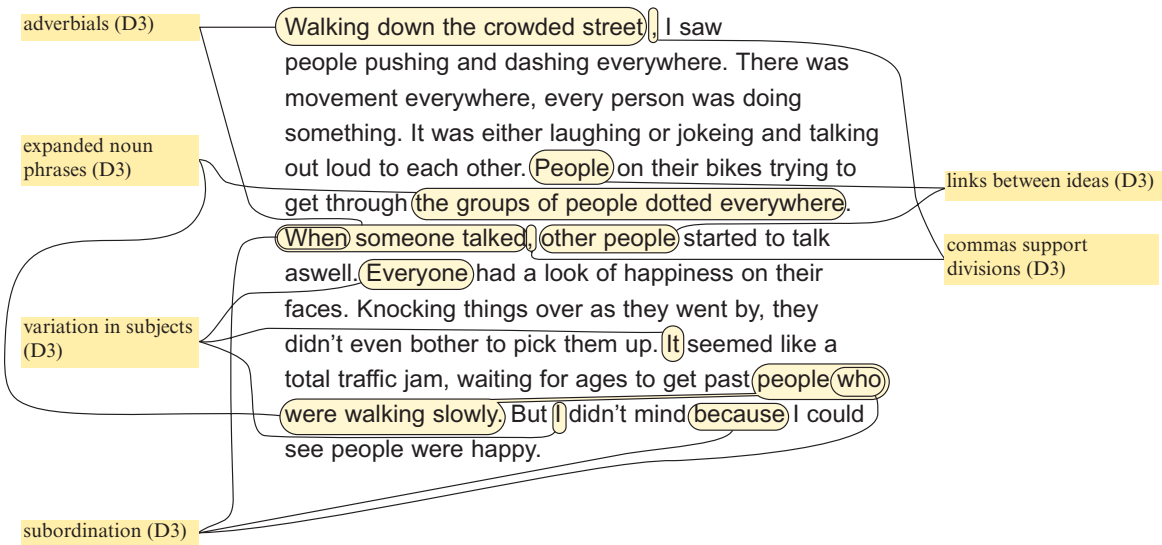 adverbials (D3)
expanded noun
phrases (D3)
variation in subjects
(D3)
subordination (D3)
Walking down the crowded street, I saw
people pushing and dashing everywhere. There was
movement everywhere, every person was doing
something. It was either laughing or jokeing and talking
out loud to each other. People on their bikes trying to
get through the groups of people dotted everywhere.
When someone talked, other people started to talk
aswell. Everyone had a look of happiness on their
faces. Knocking things over as they went by, they
didn't even bother to pick them up. It seemed like a
total traffic jam, waiting for ages to get past people who
were walking slowly. But I didn't mind because I could
see people were happy.
links between ideas (D3)
commas support
divisions (D3)